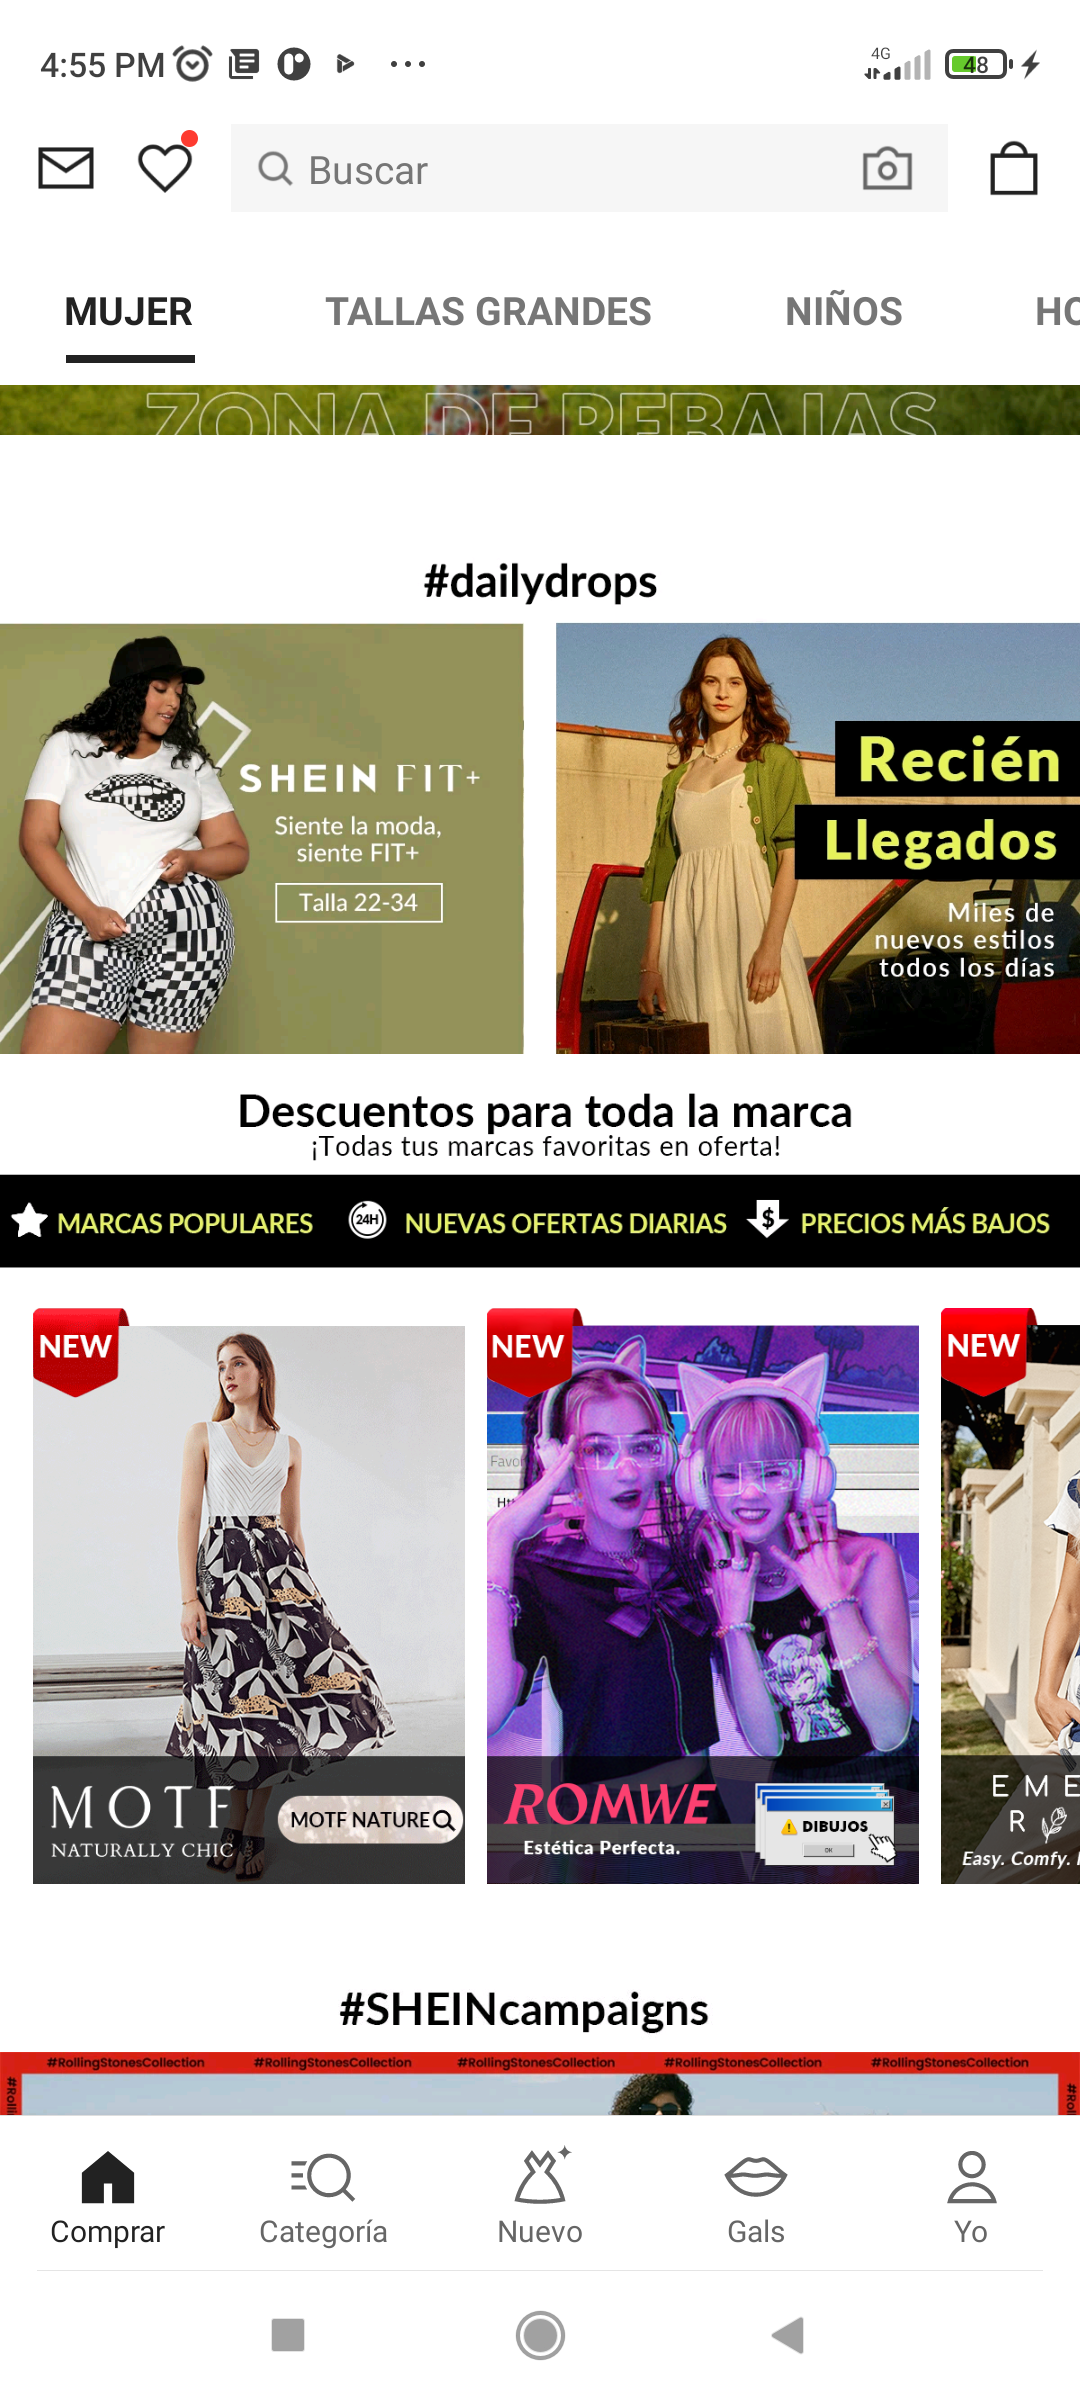 4:55 PM
4G
48
Buscar
MUJER
TALLAS GRANDES
NIÑOS
ZONA DE REBAJAS
#dailydrops
SHEIN FIT+
Siente la moda,
siente FIT+
Talla 22-34
Recién
Llegados
Miles de
nuevos estilos
todos los días
Descuentos para toda la marca
¡Todas tus marcas favoritas en oferta!
MARCAS POPULARES
24H
NUEVAS OFERTAS DIARIAS
$
PRECIOS MÁS BAJOS
NEW
NEW
NEW
MOTF
NATURALLY CHIC
MOTF NATURE
ROMWE
Estética Perfecta.
DIBUJOS
OK
Easy. Comfy.
#SHEINcampaigns
#RollingStonesCollection #RollingStonesCollection #RollingStonesCollection #RollingStonesCollection #RollingStonesCollection
Comprar
Categoría
Nuevo
Gals
Yo